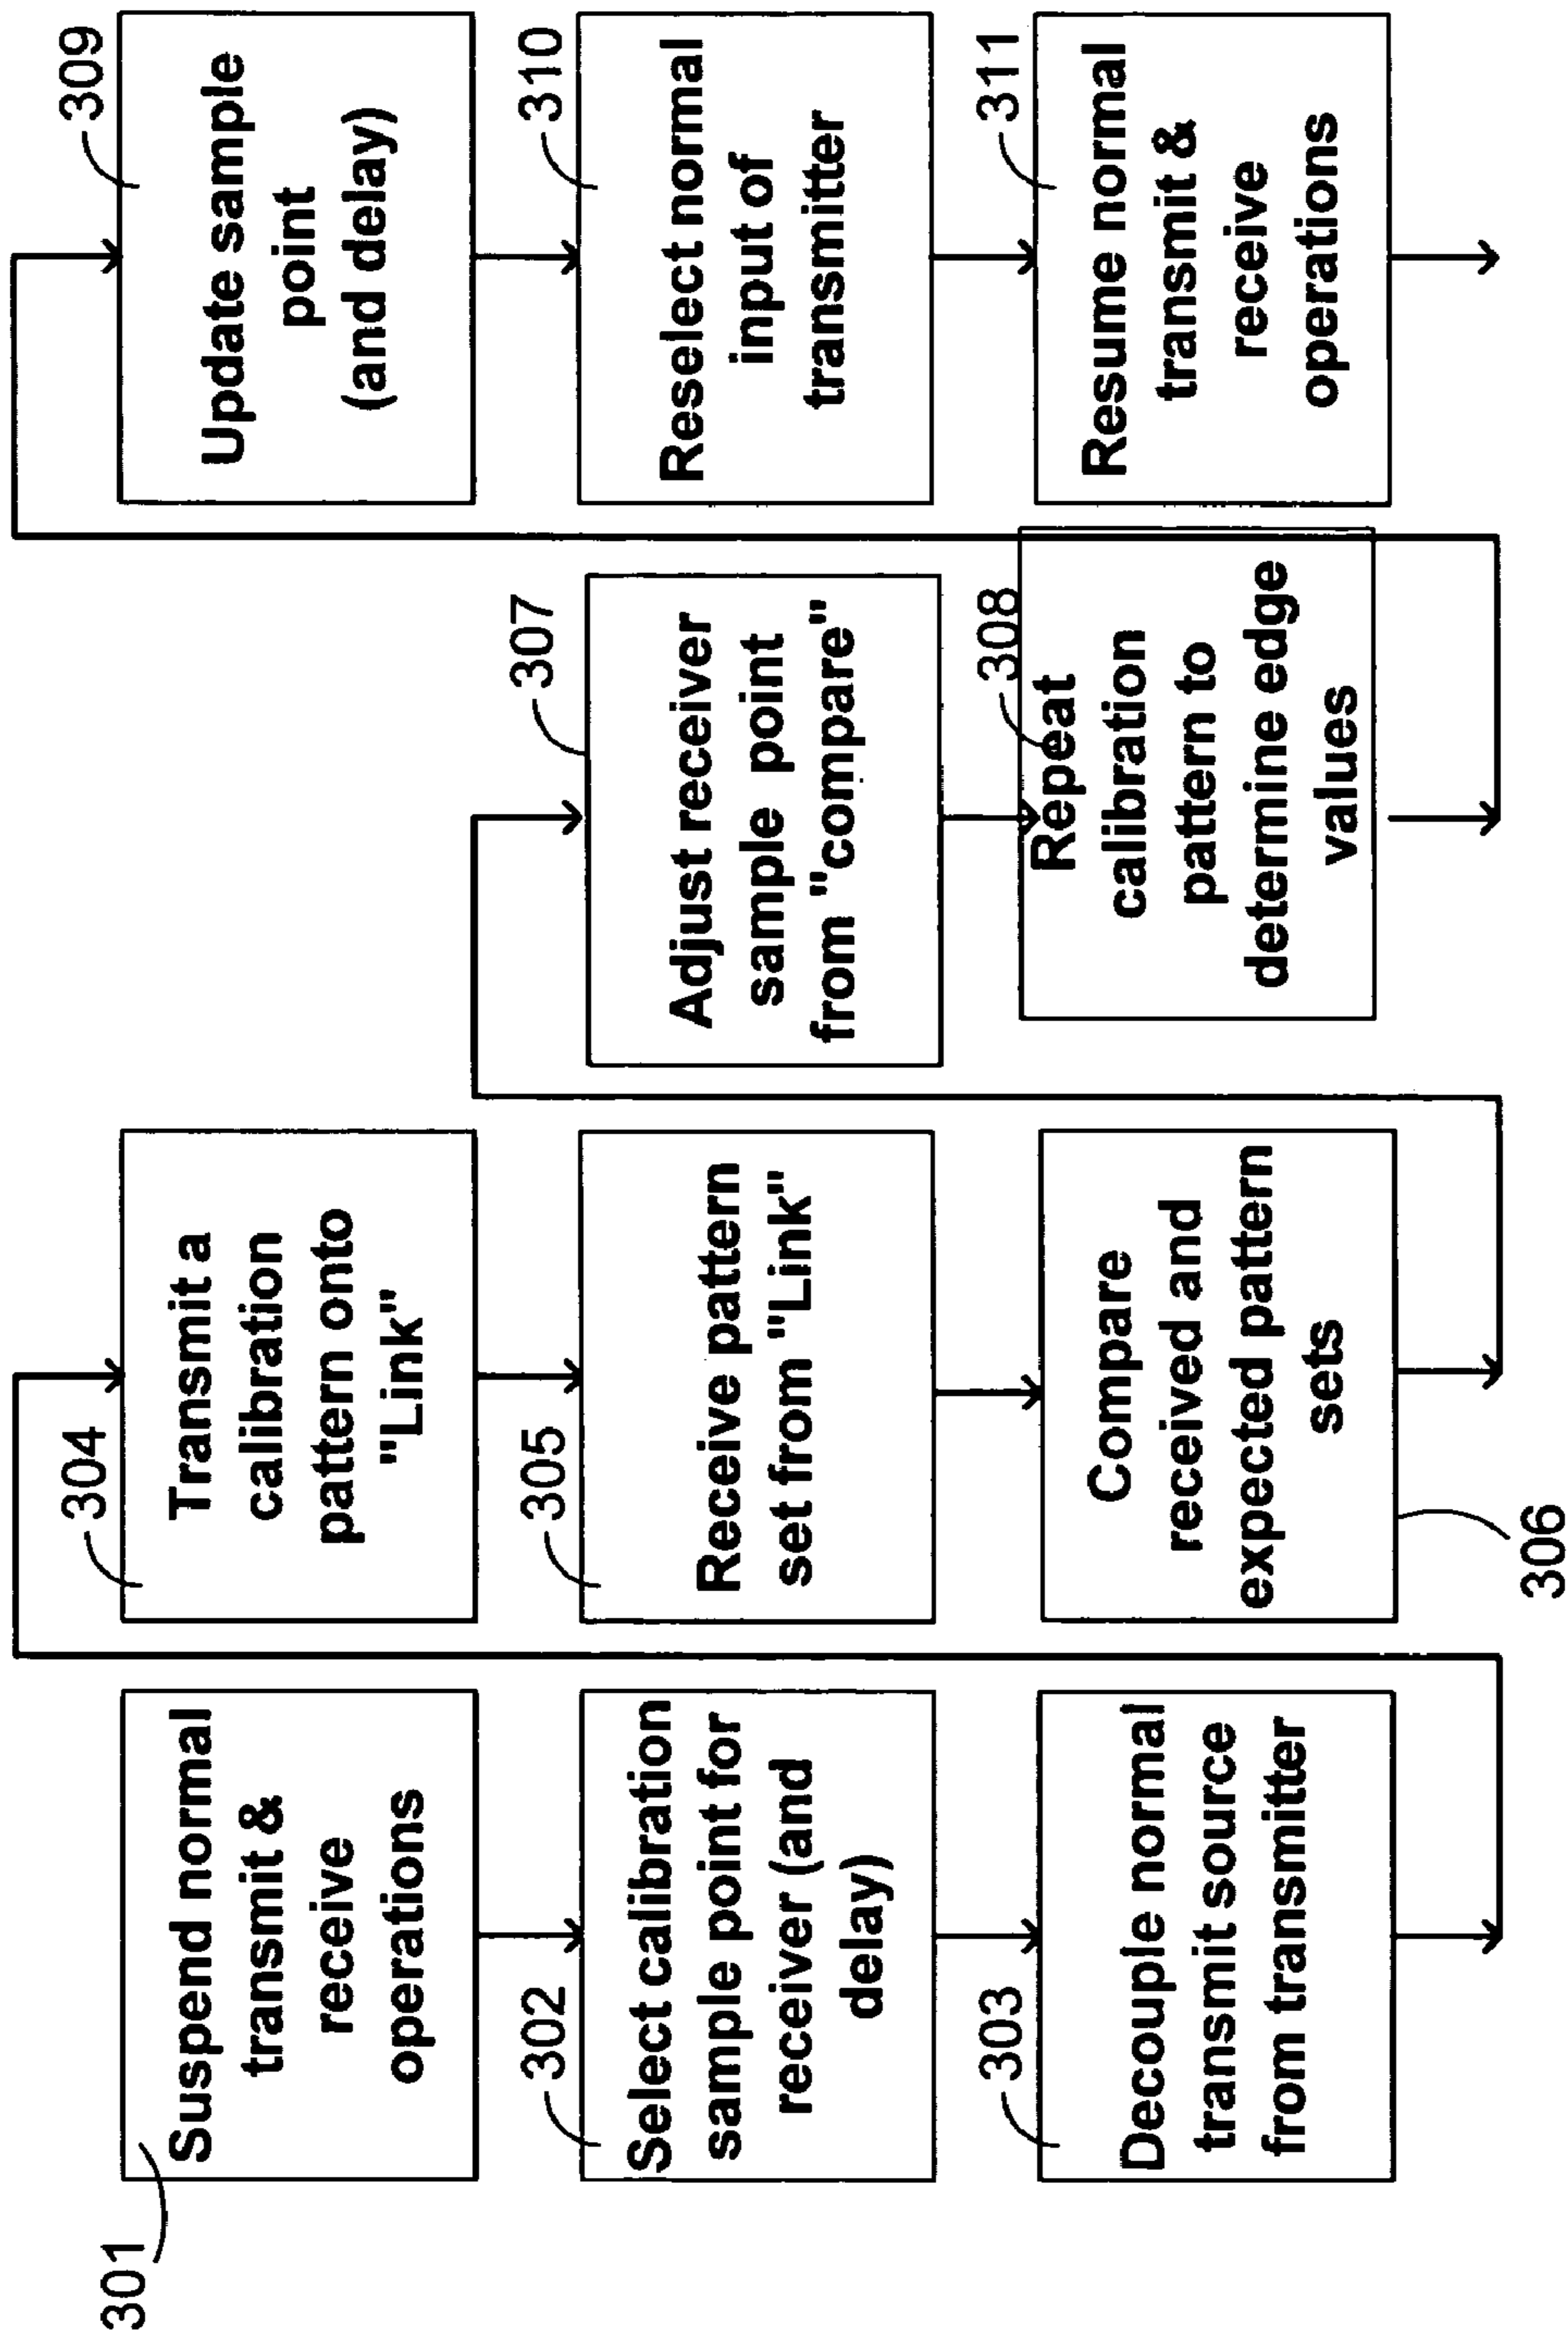 301
Suspend normal
transmit &
receive
operations
302
Select calibration
sample point for
receiver (and
delay)
303
Decouple normal
transmit source
from transmitter
304
Transmit a
calibration
pattern onto
"Link"
305
Receive pattern
set from "Link"
Compare
received and
expected pattern
sets
306
307
Adjust receiver
sample point
from "compare"
308
Repeat
calibration
pattern to
determine edge
values
309
Update sample
point
(and delay)
310
Reselect normal
input of
transmitter
311
Resume normal
transmit &
receive
operations